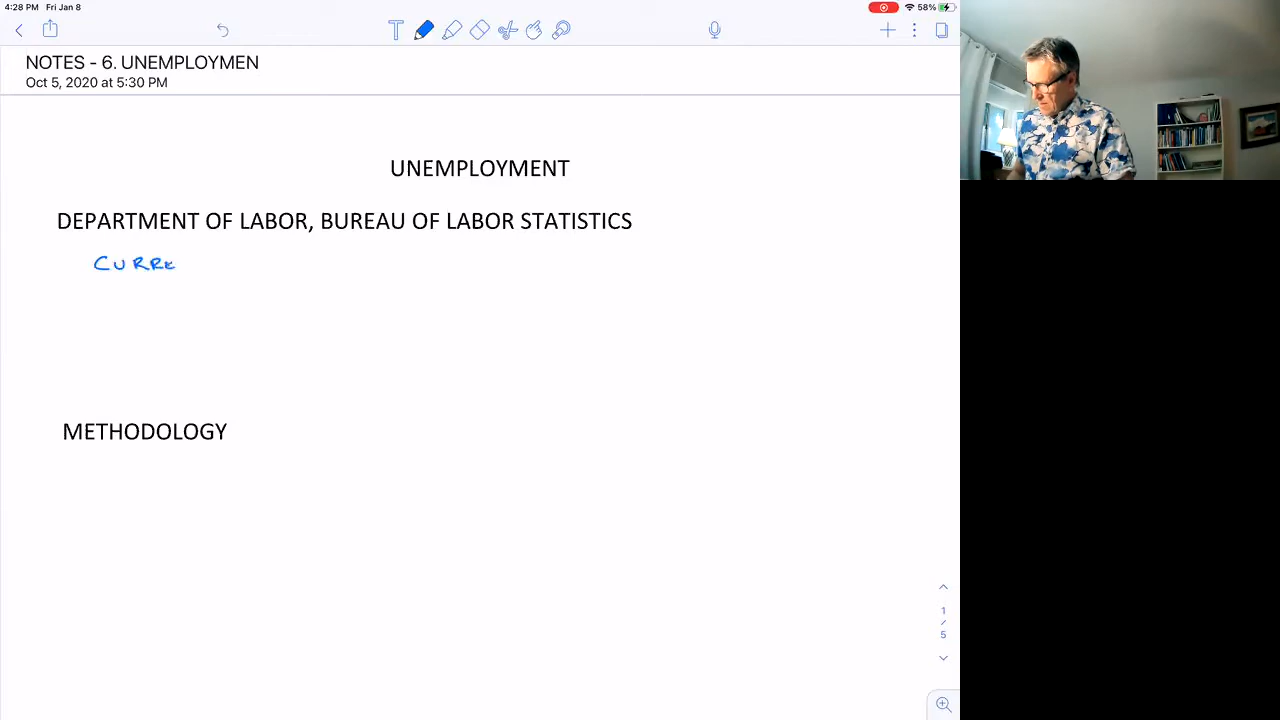 4:28 PM Fri Jan 8
58%
NOTES - 6. UNEMPLOYMEN
Oct 5, 2020 at 5:30 PM
UNEMPLOYMENT
DEPARTMENT OF LABOR, BUREAU OF LABOR STATISTICS
CURRE
METHODOLOGY
1
/
5